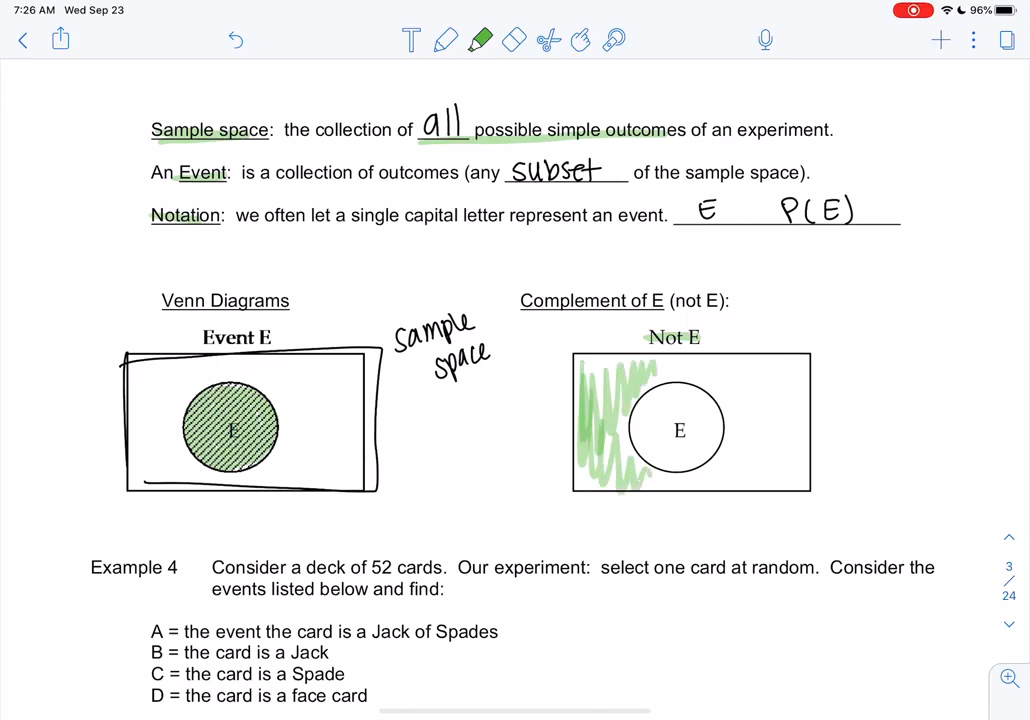 7:26 AM Wed Sep 23
96%
Sample space: the collection of all possible simple outcomes of an experiment.
An Event: is a collection of outcomes (any subset of the sample space).
Notation: we often let a single capital letter represent an event. E P(E)
Venn Diagrams
Complement of E (not E):
Event E
sample space
Not E
E
E
Example 4 Consider a deck of 52 cards. Our experiment: select one card at random. Consider the
events listed below and find:
A = the event the card is a Jack of Spades
B = the card is a Jack
C = the card is a Spade
D = the card is a face card
3
/
24